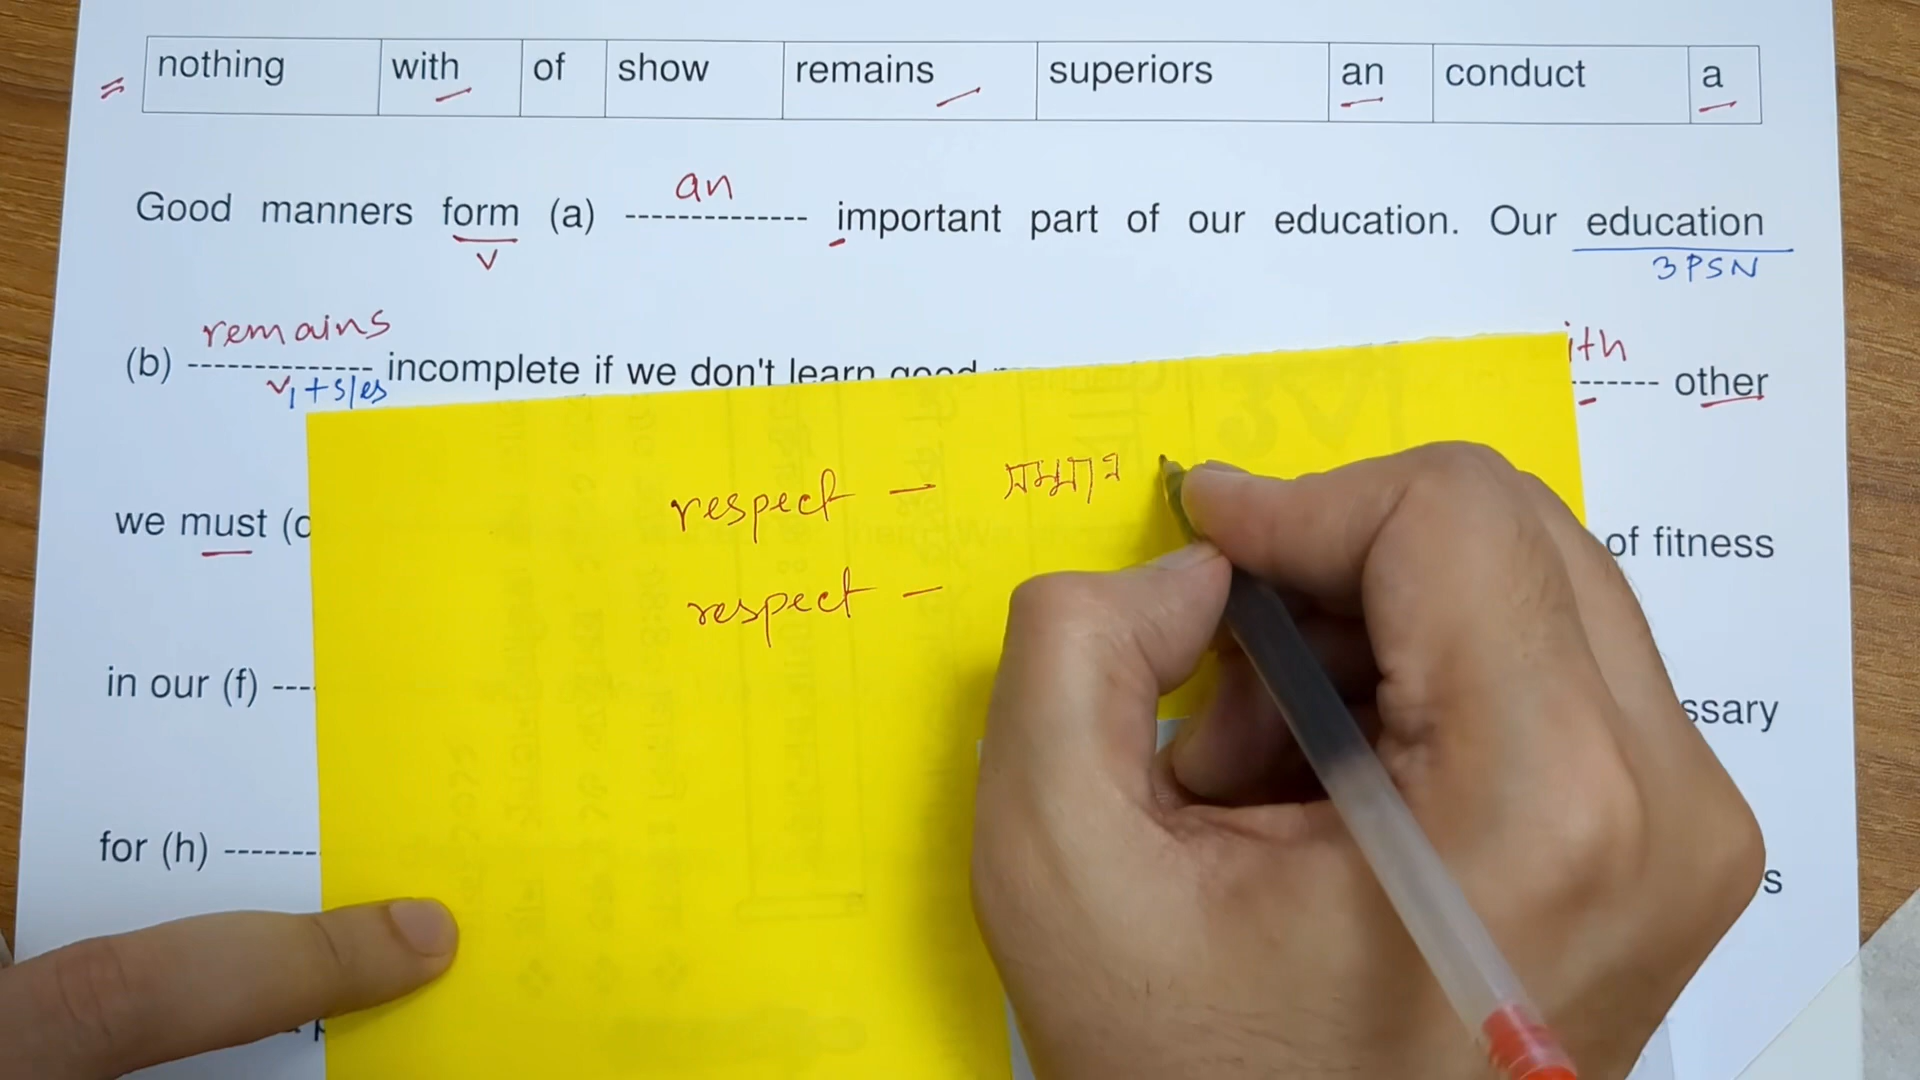 nothing with of show remains superiors an conduct a
an
Good manners form (a) -------------- important part of our education. Our education
V 3 PSN
remains ith
(b) -------------- incomplete if we don't learn good ------ other
V1+s/es
respect – সম্মান
we must (c of fitness
respect –
in our (f) --- ssary
for (h) ------- s